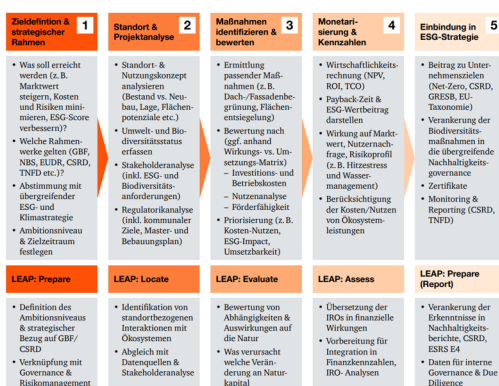 Zieldefintion & strategischer Rahmen
1
• Was soll erreicht
werden (z. B.
Marktwert
steigern, Kosten
und Risiken mini-
mieren, ESG-Score
verbessern)?
• Welche Rahmen-
werke gelten (GBF,
NBS, EUDR, CSRD,
TNFD etc.)?
• Abstimmung mit
übergreifender
ESG- und
Klimastrategie
• Ambitionsniveau
& Zielzeitraum
festlegen
Standort &
Projektanalyse
2
• Standort- &
Nutzungskonzept
analysieren
(Bestand vs. Neu-
bau, Lage, Flächen-
potenziale etc.)
• Umwelt- und Bio-
diversitätsstatus
erfassen
• Stakeholderanalyse
(inkl. ESG- und
Biodiversitäts-
anforderungen)
• Regulatorikanalyse
(inkl. kommunaler
Ziele, Master- und
Bebauungsplan)
Maßnahmen
identifizieren &
bewerten
3
• Ermittlung
passender Maß-
nahmen (z. B.
Dach-/Fassadenbe-
grünung, Flächen-
entsiegelung)
• Bewertung nach
(ggf. anhand
Wirkungs- vs. Um-
setzungs-Matrix)
– Investitions- und
Betriebskosten
– Nutzenanalyse
– Förderfähigkeit
• Priorisierung (z. B.
Kosten-Nutzen,
ESG-Impact,
Umsetzbarkeit)
Monetari-
sierung &
Kennzahlen
4
• Wirtschaftlichkeits-
rechnung (NPV,
ROI, TCO)
• Payback-Zeit &
ESG-Wertbeitrag
darstellen
• Wirkung auf Markt-
wert, Nutzernach-
frage, Risikoprofil
(z. B. Hitzestress
und Wasser-
management)
• Berücksichtigung
der Kosten/Nutzen
von Ökosystem-
leistungen
Einbindung in
ESG-Strategie
5
• Beitrag zu Unter-
nehmenszielen
(Net-Zero, CSRD,
GRESB, EU-
Taxonomie)
• Verankerung der
Biodiversitäts-
maßnahmen in
die übergreifende
Nachhaltigkeits-
governance
• Zertifikate
• Monitoring &
Reporting (CSRD,
TNFD)
LEAP: Prepare
• Definition des
Ambitionsniveaus
& strategischer
Bezug auf GBF/
CSRD
• Verknüpfung mit
Governance &
Risikomanagement
LEAP: Locate
• Identifikation von
standortbezogenen
Interaktionen mit
Ökosystemen
• Abgleich mit
Datenquellen &
Stakeholderanalyse
LEAP: Evaluate
• Bewertung von
Abhängigkeiten &
Auswirkungen auf
die Natur
• Was verursacht
welche Verän-
derung an Natur-
kapital
LEAP: Assess
• Übersetzung der
IROs in finanzielle
Wirkungen
• Vorbereitung für
Integration in
Finanzkennzahlen,
IRO- Analysen
LEAP: Prepare
(Report)
• Verankerung der
Erkenntnisse in
Nachhaltigkeits-
berichte, CSRD,
ESRS E4
• Daten für interne
Governance & Due
Diligence